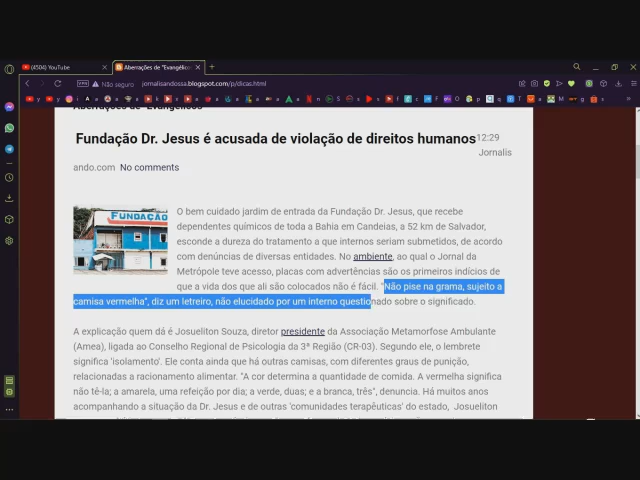 (4504) YouTube
Aberrações de "Evangélico
VPN
Não seguro
jornalisandossa.blogspot.com/p/dicas.html
Aberrações de "Evangélicos"
Fundação Dr. Jesus é acusada de violação de direitos humanos
12:29
Jornalis
ando.com No comments
FUNDAÇÃO
O bem cuidado jardim de entrada da Fundação Dr. Jesus, que recebe
dependentes químicos de toda a Bahia em Candeias, a 52 km de Salvador,
esconde a dureza do tratamento a que internos seriam submetidos, de acordo
com denúncias de diversas entidades. No ambiente, ao qual o Jornal da
Metrópole teve acesso, placas com advertências são os primeiros indícios de
que a vida dos que ali são colocados não é fácil. "Não pise na grama, sujeito a
camisa vermelha", diz um letreiro, não elucidado por um interno questionado sobre o significado.
A explicação quem dá é Josueliton Souza, diretor presidente da Associação Metamorfose Ambulante
(Amea), ligada ao Conselho Regional de Psicologia da 3ª Região (CR-03). Segundo ele, o lembrete
significa 'isolamento'. Ele conta ainda que há outras camisas, com diferentes graus de punição,
relacionadas a racionamento alimentar. "A cor determina a quantidade de comida. A vermelha significa
não tê-la; a amarela, uma refeição por dia; a verde, duas; e a branca, três", denuncia. Há muitos anos
acompanhando a situação da Dr. Jesus e de outras 'comunidades terapêuticas' do estado, Josueliton